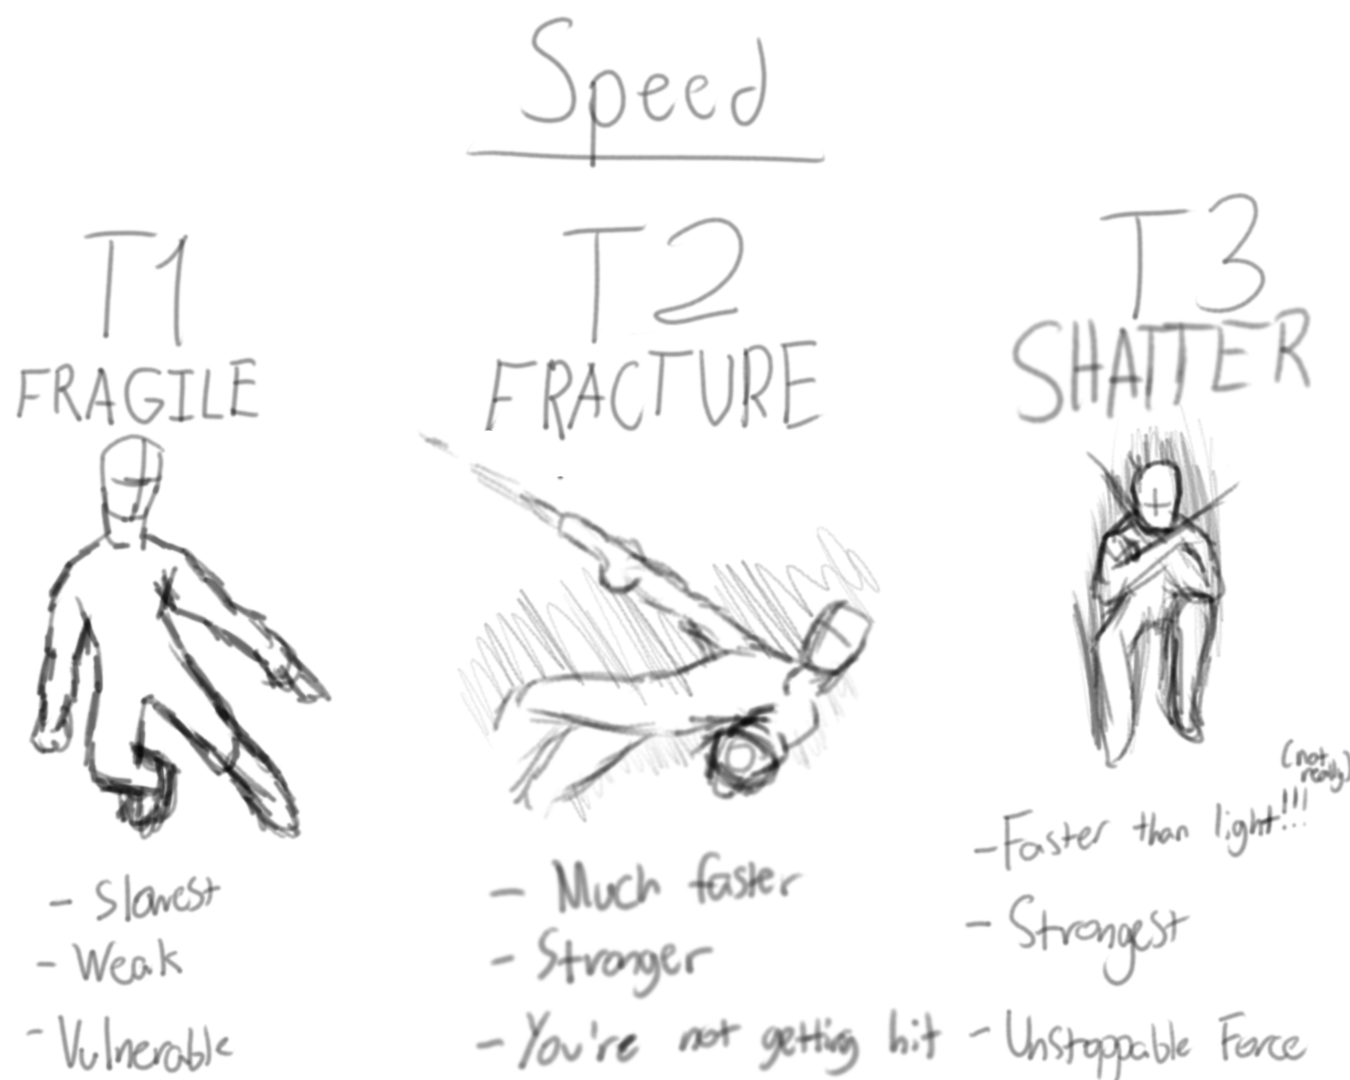 Speed
T1
FRAGILE
- Slowest
- Weak
- Vulnerable
T2
FRACTURE
- Much faster
- Stronger
- You're not getting hit
T3
SHATTER
- Faster than light!!! (not really)
- Strongest
- Unstoppable Force